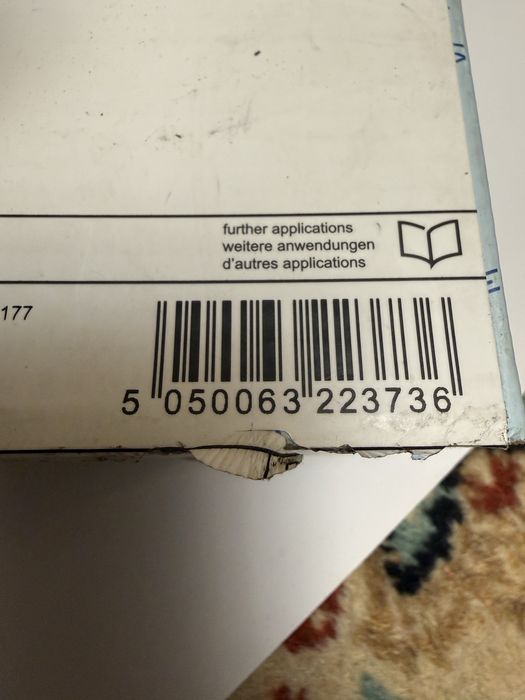 further applications
weitere anwendungen
d'autres applications
177
5 050063 223736